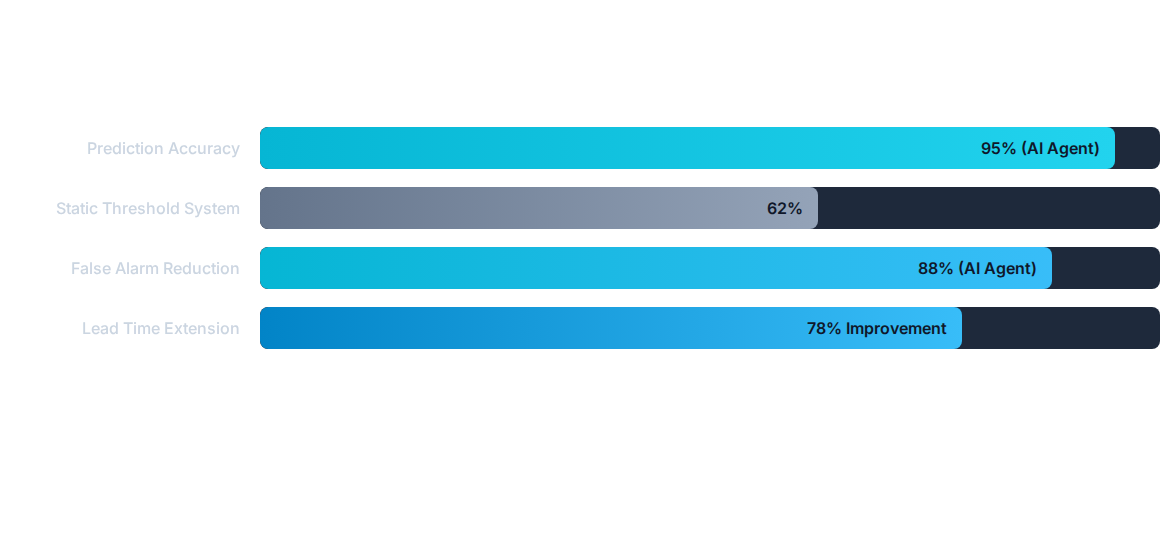 Prediction Accuracy 95% (AI Agent)
Static Threshold System 62%
False Alarm Reduction 88% (AI Agent)
Lead Time Extension 78% Improvement